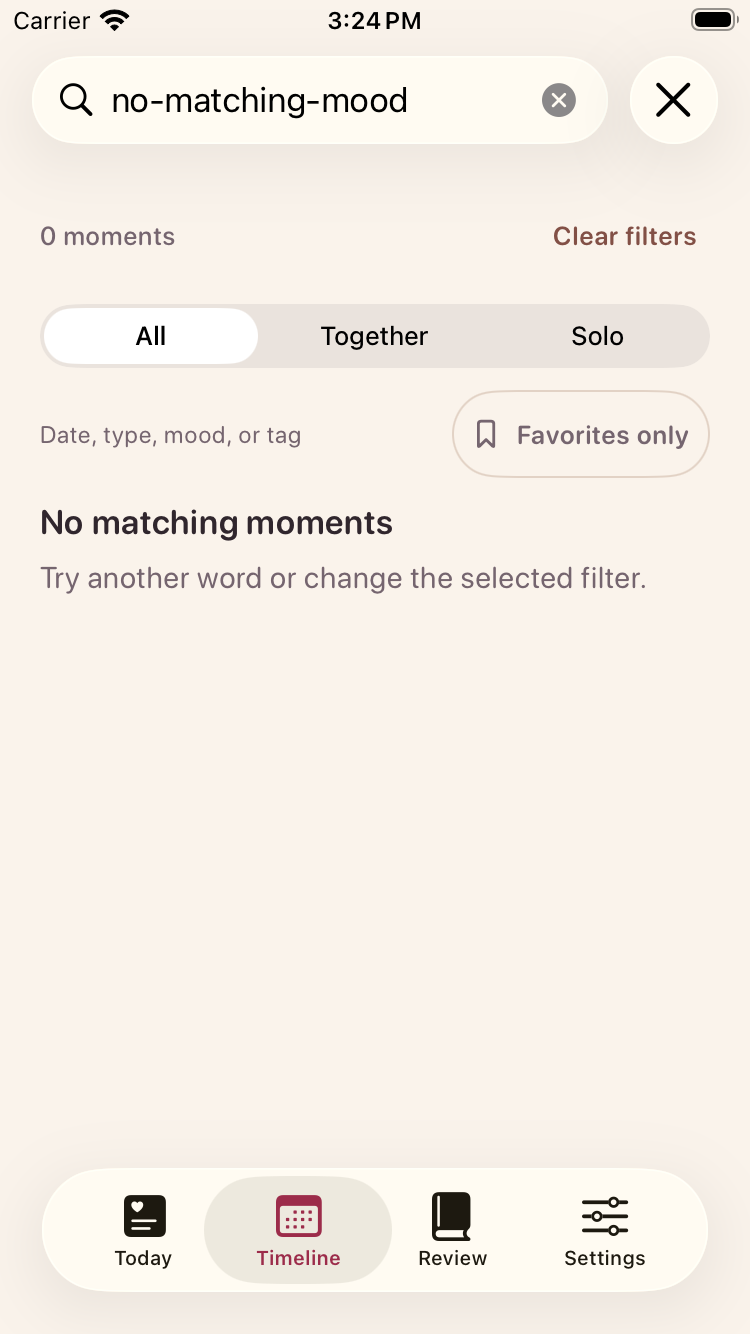 Carrier 3:24 PM
no-matching-mood
0 moments Clear filters
All Together Solo
Date, type, mood, or tag Favorites only
No matching moments
Try another word or change the selected filter.
Today Timeline Review Settings